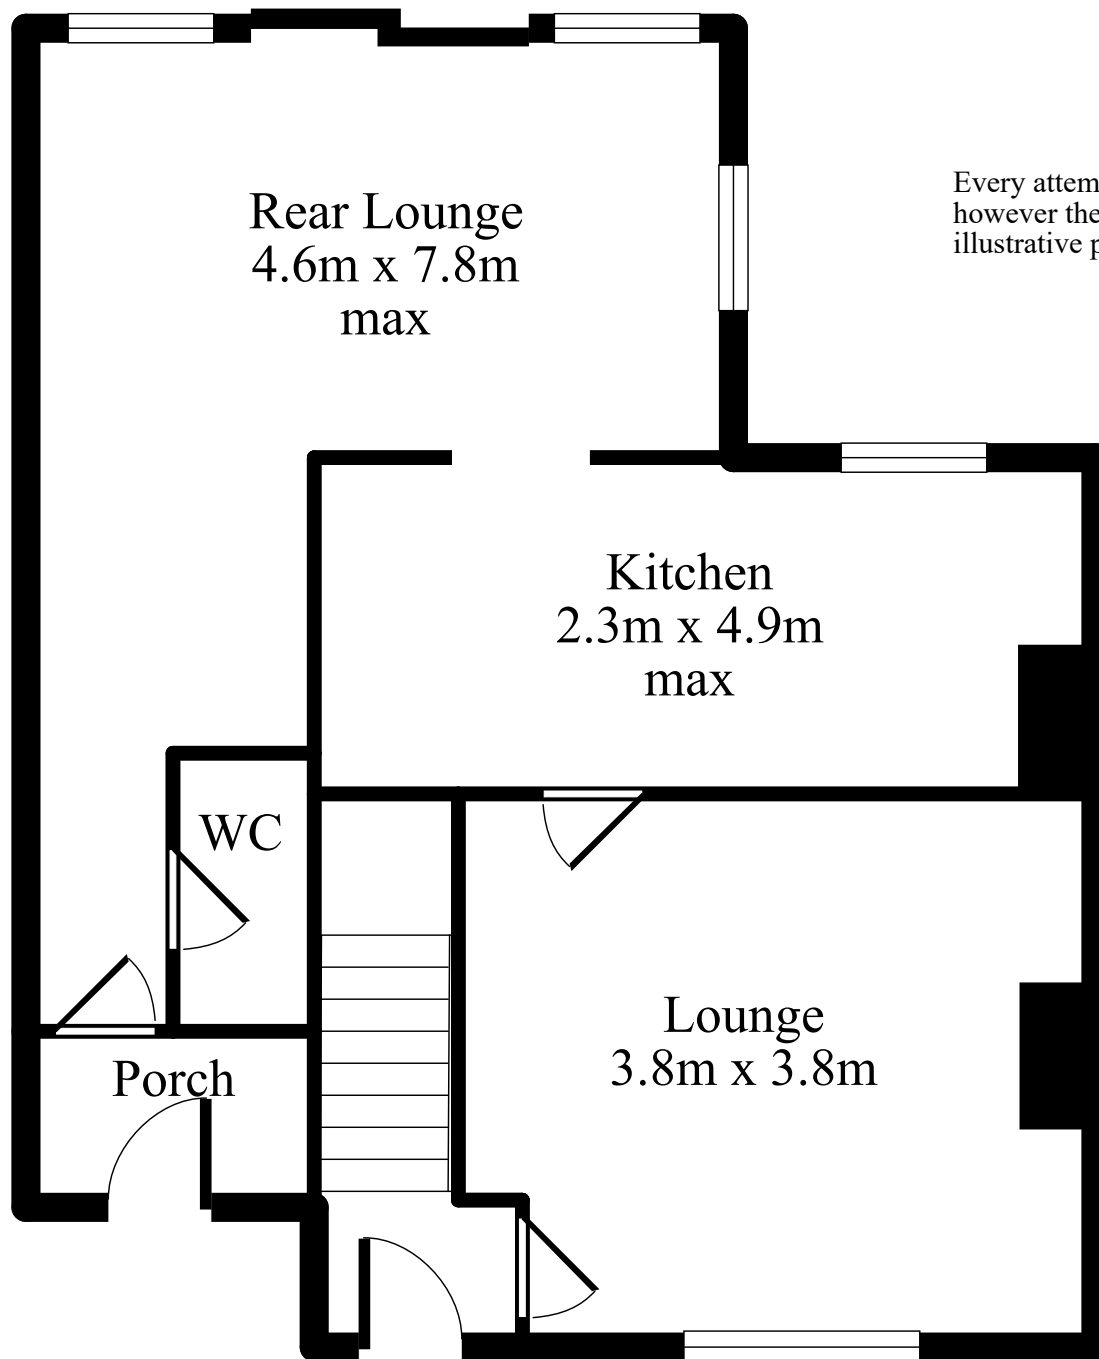 Rear Lounge
4.6m x 7.8m
max
Every attem
however the
illustrative p
Kitchen
2.3m x 4.9m
max
WC
Lounge
3.8m x 3.8m
Porch